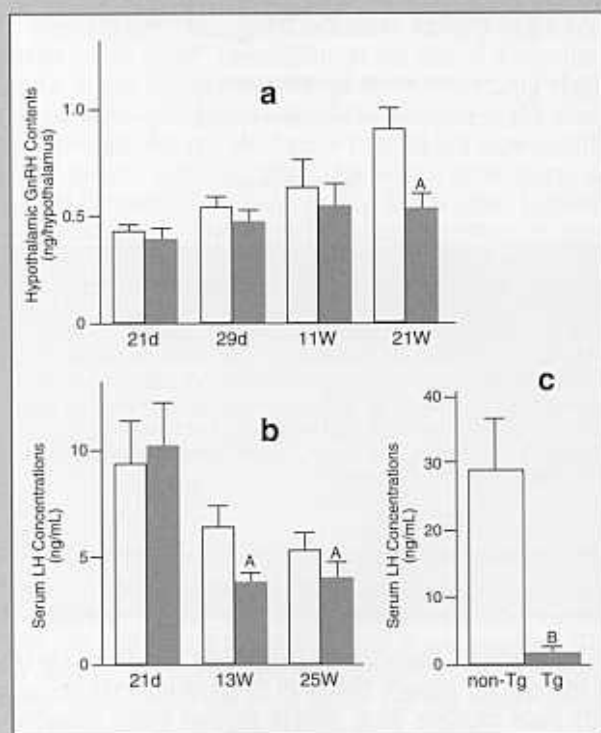 a
Hypothalamic GnRH Contents
(ng/hypothalamus)
1.0
0.5
0
A
21d 29d 11W 21W
b
Serum LH Concentrations
(ng/mL)
10
5
0
A A
21d 13W 25W
c
Serum LH Concentrations
(ng/mL)
40
30
20
10
0
B
non-Tg Tg